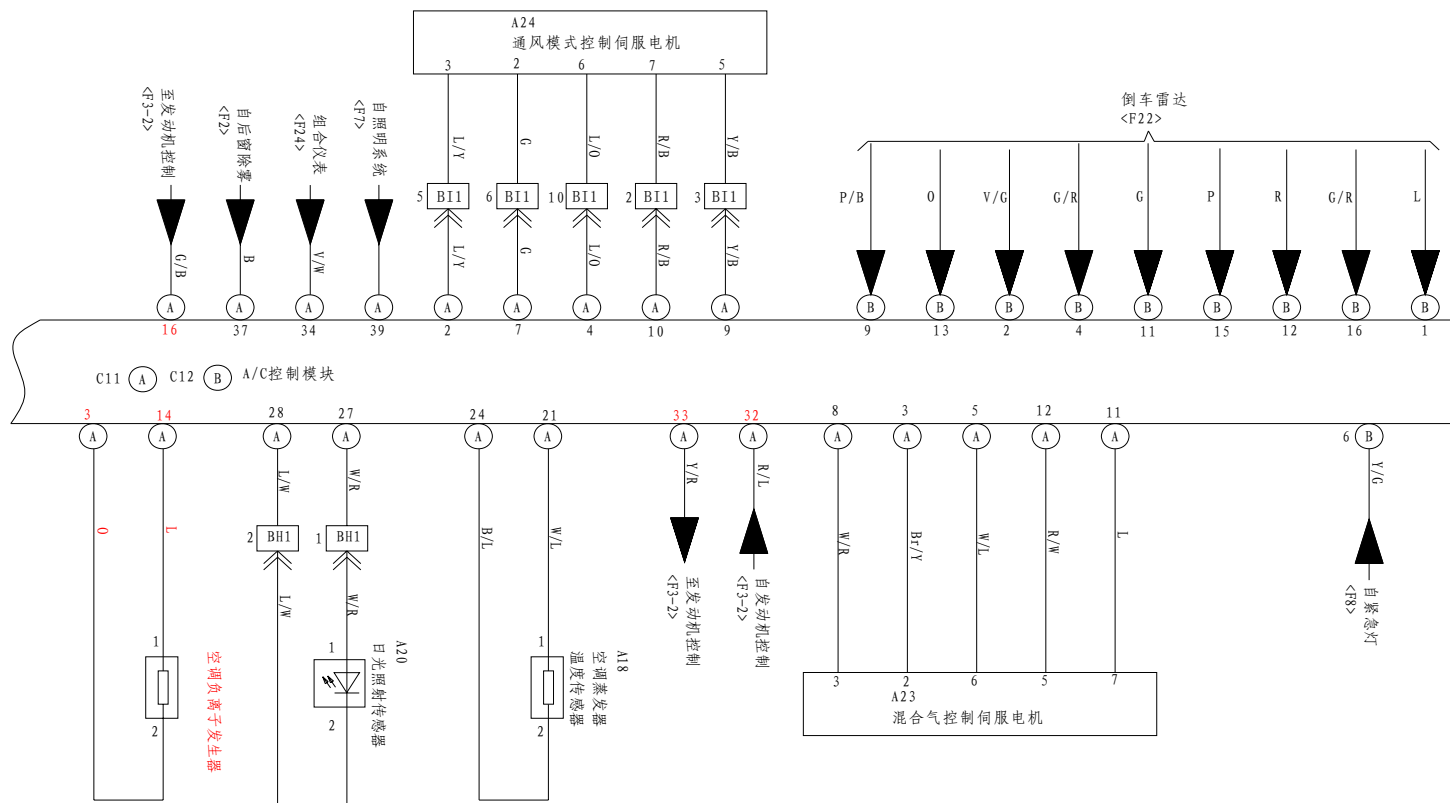 A24
通风模式控制伺服电机
3 2 6 7 5
至发动机控制
<F3-2>
自后窗除雾
<F2>
组合仪表
<F24>
自照明系统
<F7>
倒车雷达
<F22>
L/Y G L/O R/B Y/B
P/B O V/G G/R G P R G/R L
5 BI1 6 BI1 10 BI1 2 BI1 3 BI1
G/B B V/W L/Y G L/O R/B Y/B
A A A A A A A A A B B B B B B B B B
16 37 34 39 2 7 4 10 9 9 13 2 4 11 15 12 16 1
C11 A C12 B A/C控制模块
3 14 28 27 24 21 33 32 8 3 5 12 11
A A A A A A A A A A A A A 6 B
L/W W/R Y/R R/L Y/G
O L 2 BH1 1 BH1 B/L W/L W/R Br/Y W/L R/W L
L/W W/R
至发动机控制
<F3-2>
自发动机控制
<F3-2>
自紧急灯
<F8>
1 1 1
空调负离子发生器
A20
日光照射传感器
A18
空调蒸发器
温度传感器
2 2 2
3 2 6 5 7
A23
混合气控制伺服电机